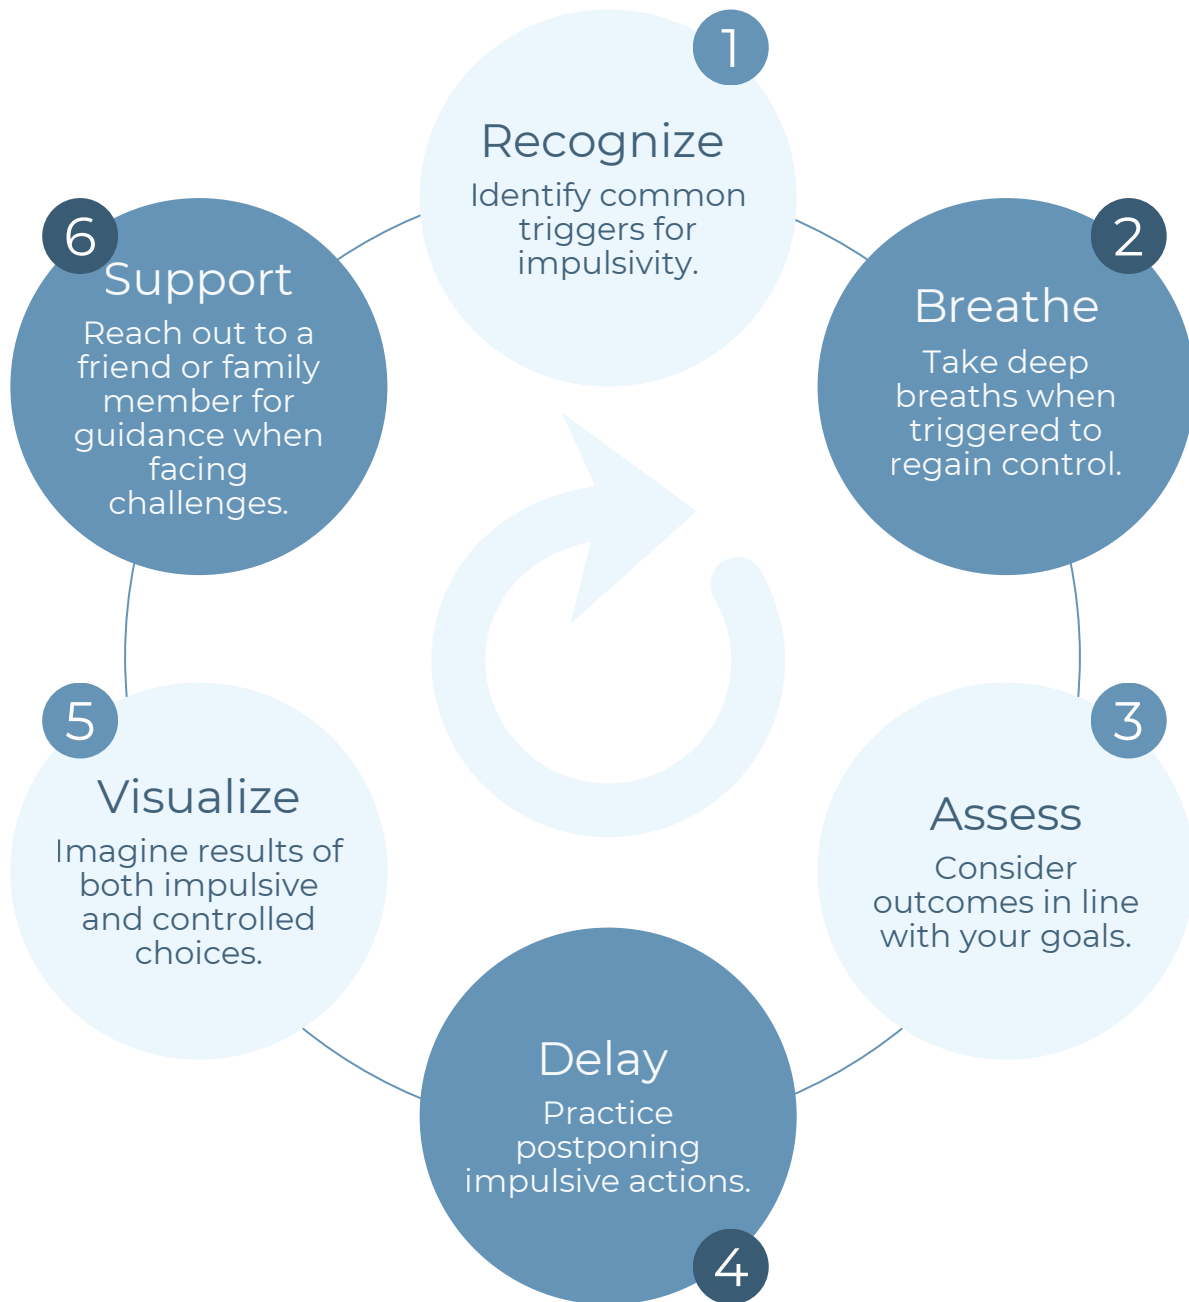 1
Recognize
Identify common
triggers for
impulsivity.
2
Breathe
Take deep
breaths when
triggered to
regain control.
3
Assess
Consider
outcomes in line
with your goals.
4
Delay
Practice
postponing
impulsive actions.
5
Visualize
Imagine results of
both impulsive
and controlled
choices.
6
Support
Reach out to a
friend or family
member for
guidance when
facing
challenges.